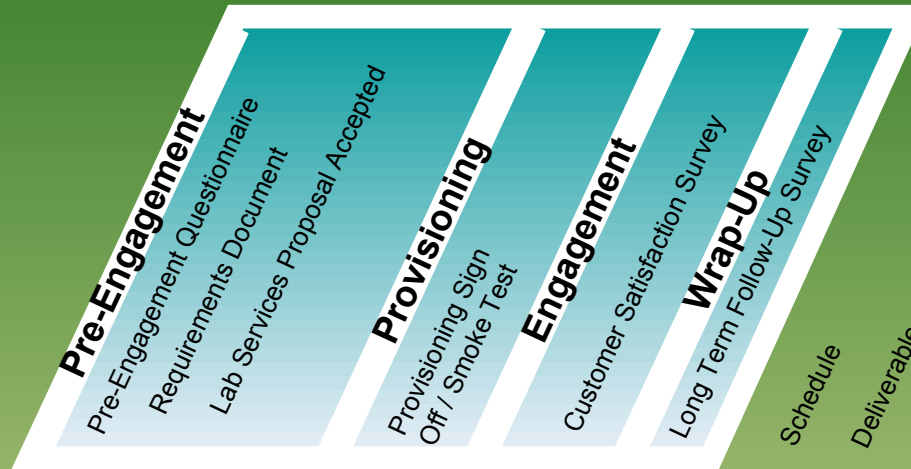 Pre-Engagement
Pre-Engagement Questionnaire
Requirements Document
Lab Services Proposal Accepted
Provisioning
Provisioning Sign
Off / Smoke Test
Engagement
Customer Satisfaction Survey
Wrap-Up
Long Term Follow-Up Survey
Schedule
Deliverable